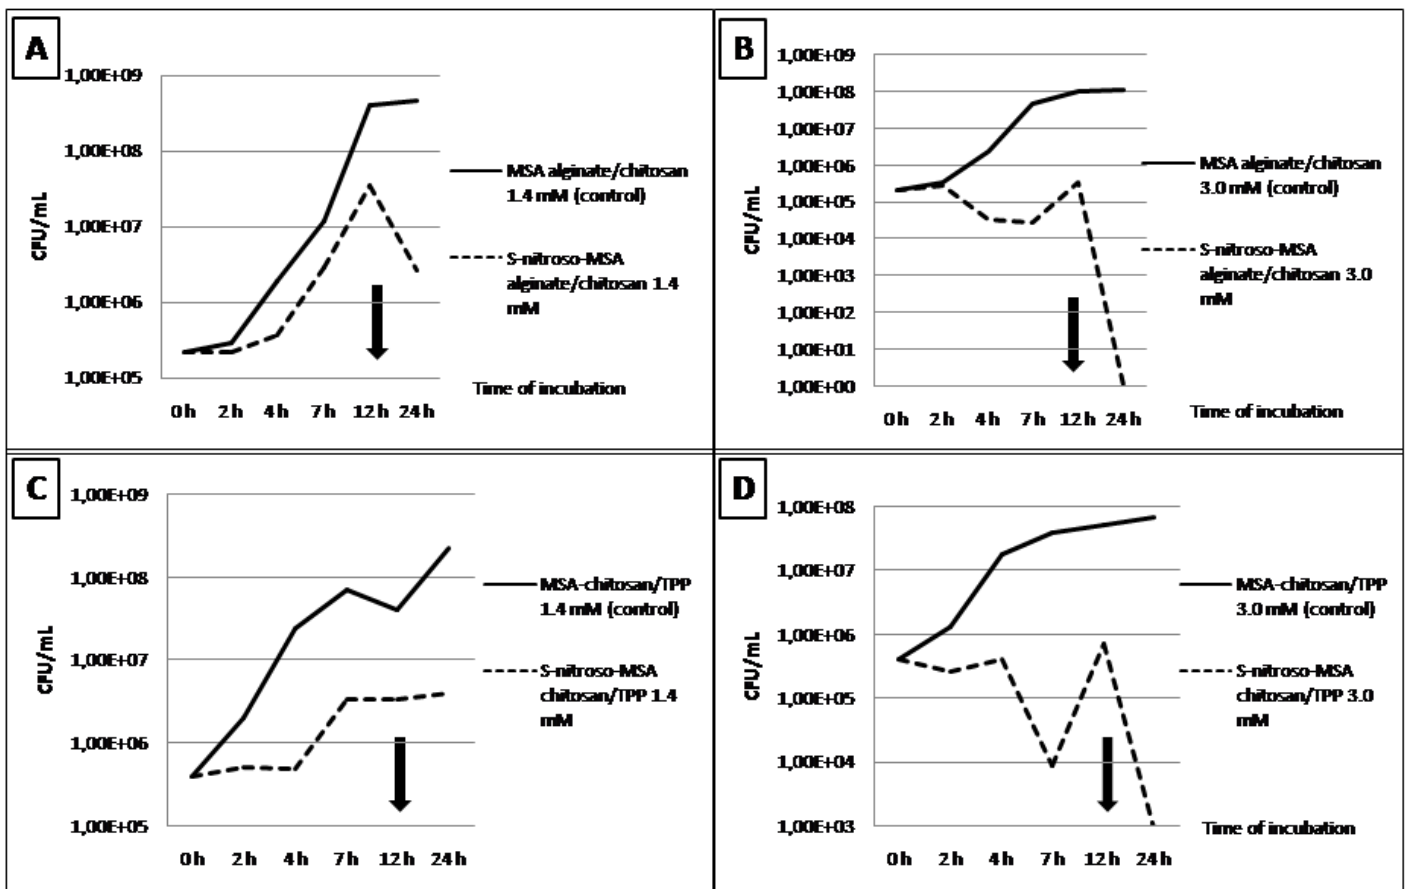 A
1,00E+09
1,00E+08
1,00E+07
1,00E+06
1,00E+05
CFU/mL
0h 2h 4h 7h 12h 24h
MSA alginate/chitosan
1.4 mM (control)
S-nitroso-MSA
alginate/chitosan 1.4
mM
Time of incubation
B
1,00E+09
1,00E+08
1,00E+07
1,00E+06
1,00E+05
1,00E+04
1,00E+03
1,00E+02
1,00E+01
1,00E+00
CFU/mL
0h 2h 4h 7h 12h 24h
MSA alginate/chitosan
3.0 mM (control)
S-nitroso-MSA
alginate/chitosan 3.0
mM
Time of incubation
C
1,00E+09
1,00E+08
1,00E+07
1,00E+06
1,00E+05
CFU/mL
0h 2h 4h 7h 12h 24h
MSA-chitosan/TPP
1.4 mM (control)
S-nitroso-MSA
chitosan/TPP 1.4
mM
D
1,00E+08
1,00E+07
1,00E+06
1,00E+05
1,00E+04
1,00E+03
CFU/mL
0h 2h 4h 7h 12h 24h
MSA-chitosan/TPP
3.0 mM (control)
S-nitroso-MSA
chitosan/TPP 3.0
mM
Time of incubation